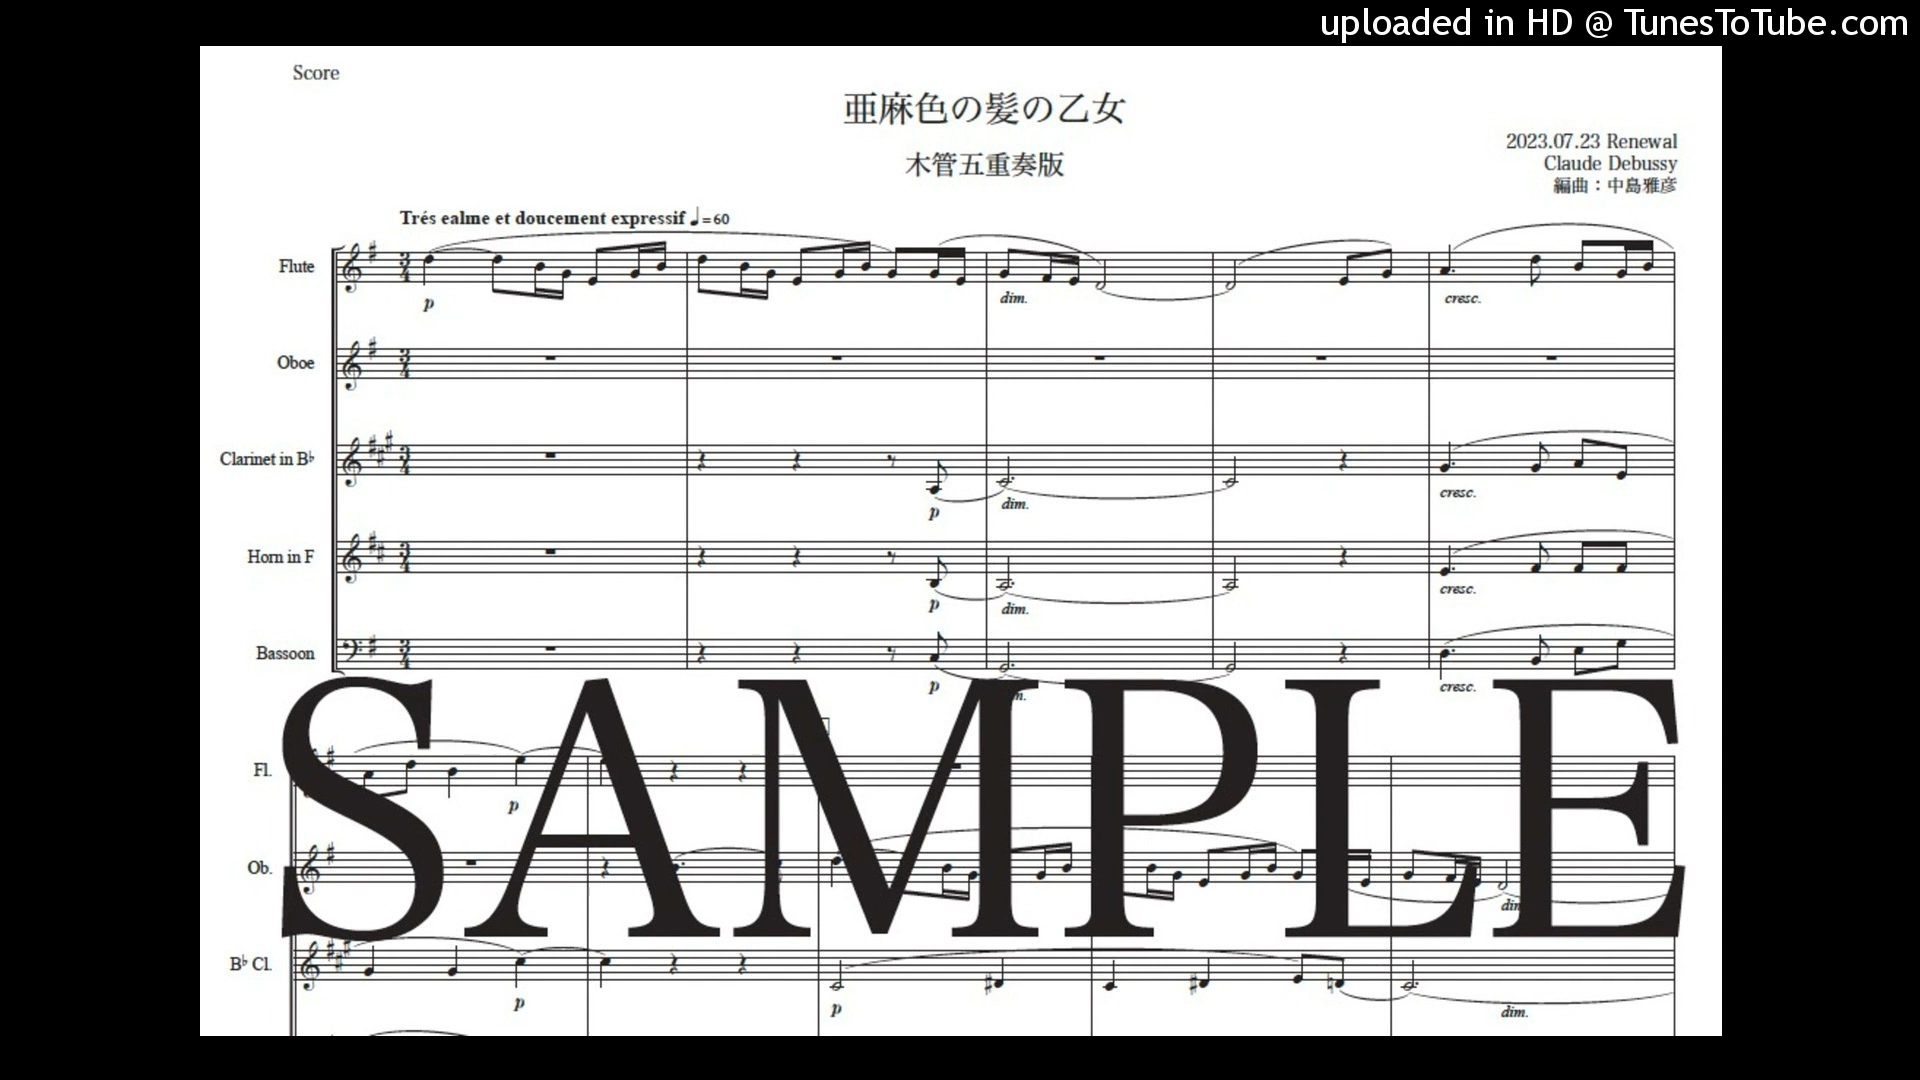 uploaded in HD @ TunesToTube.com
Score
亜麻色の髪の乙女
木管五重奏版
2023.07.23 Renewal
Claude Debussy
編曲:中島雅彦
Trés ealme et doucement expressif ♩=60
Flute
p
dim.
cresc.
Oboe
Clarinet in B♭
p
dim.
cresc.
Horn in F
p
dim.
cresc.
Bassoon
p
cresc.
SAMPLE
Fl.
p
Ob.
B♭ Cl.
p
p
dim.